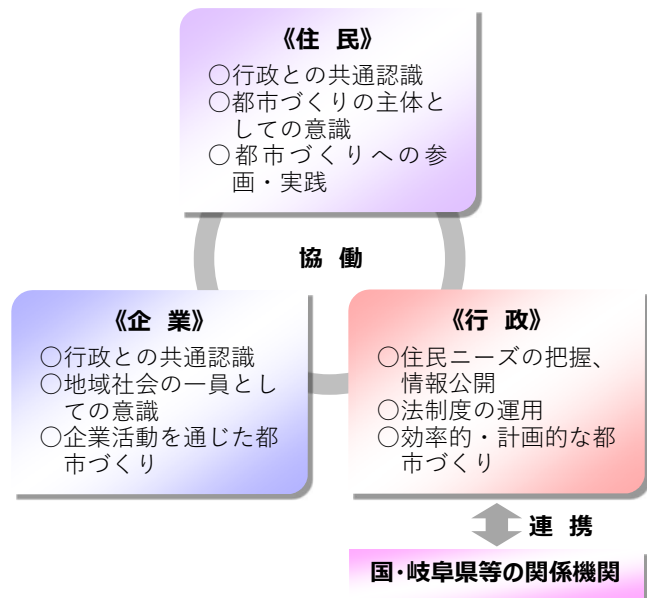 《住 民》
○行政との共通認識
○都市づくりの主体と
しての意識
○都市づくりへの参
画・実践
協 働
《企 業》
○行政との共通認識
○地域社会の一員とし
ての意識
○企業活動を通じた都
市づくり
《行 政》
○住民ニーズの把握、
情報公開
○法制度の運用
○効率的・計画的な都
市づくり
連 携
国・岐阜県等の関係機関